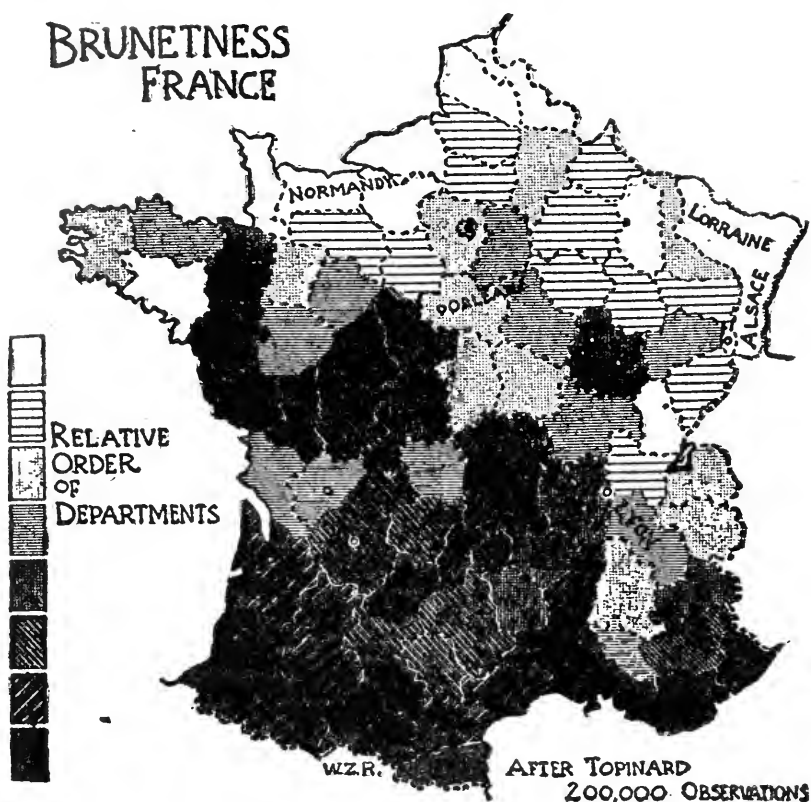 BRUNETNESS
FRANCE
NORMANDY
LORRAINE
ALSACE
RELATIVE
ORDER
OF
DEPARTMENTS
W.Z.R.
AFTER TOPINARD
200,000 OBSERVATIONS